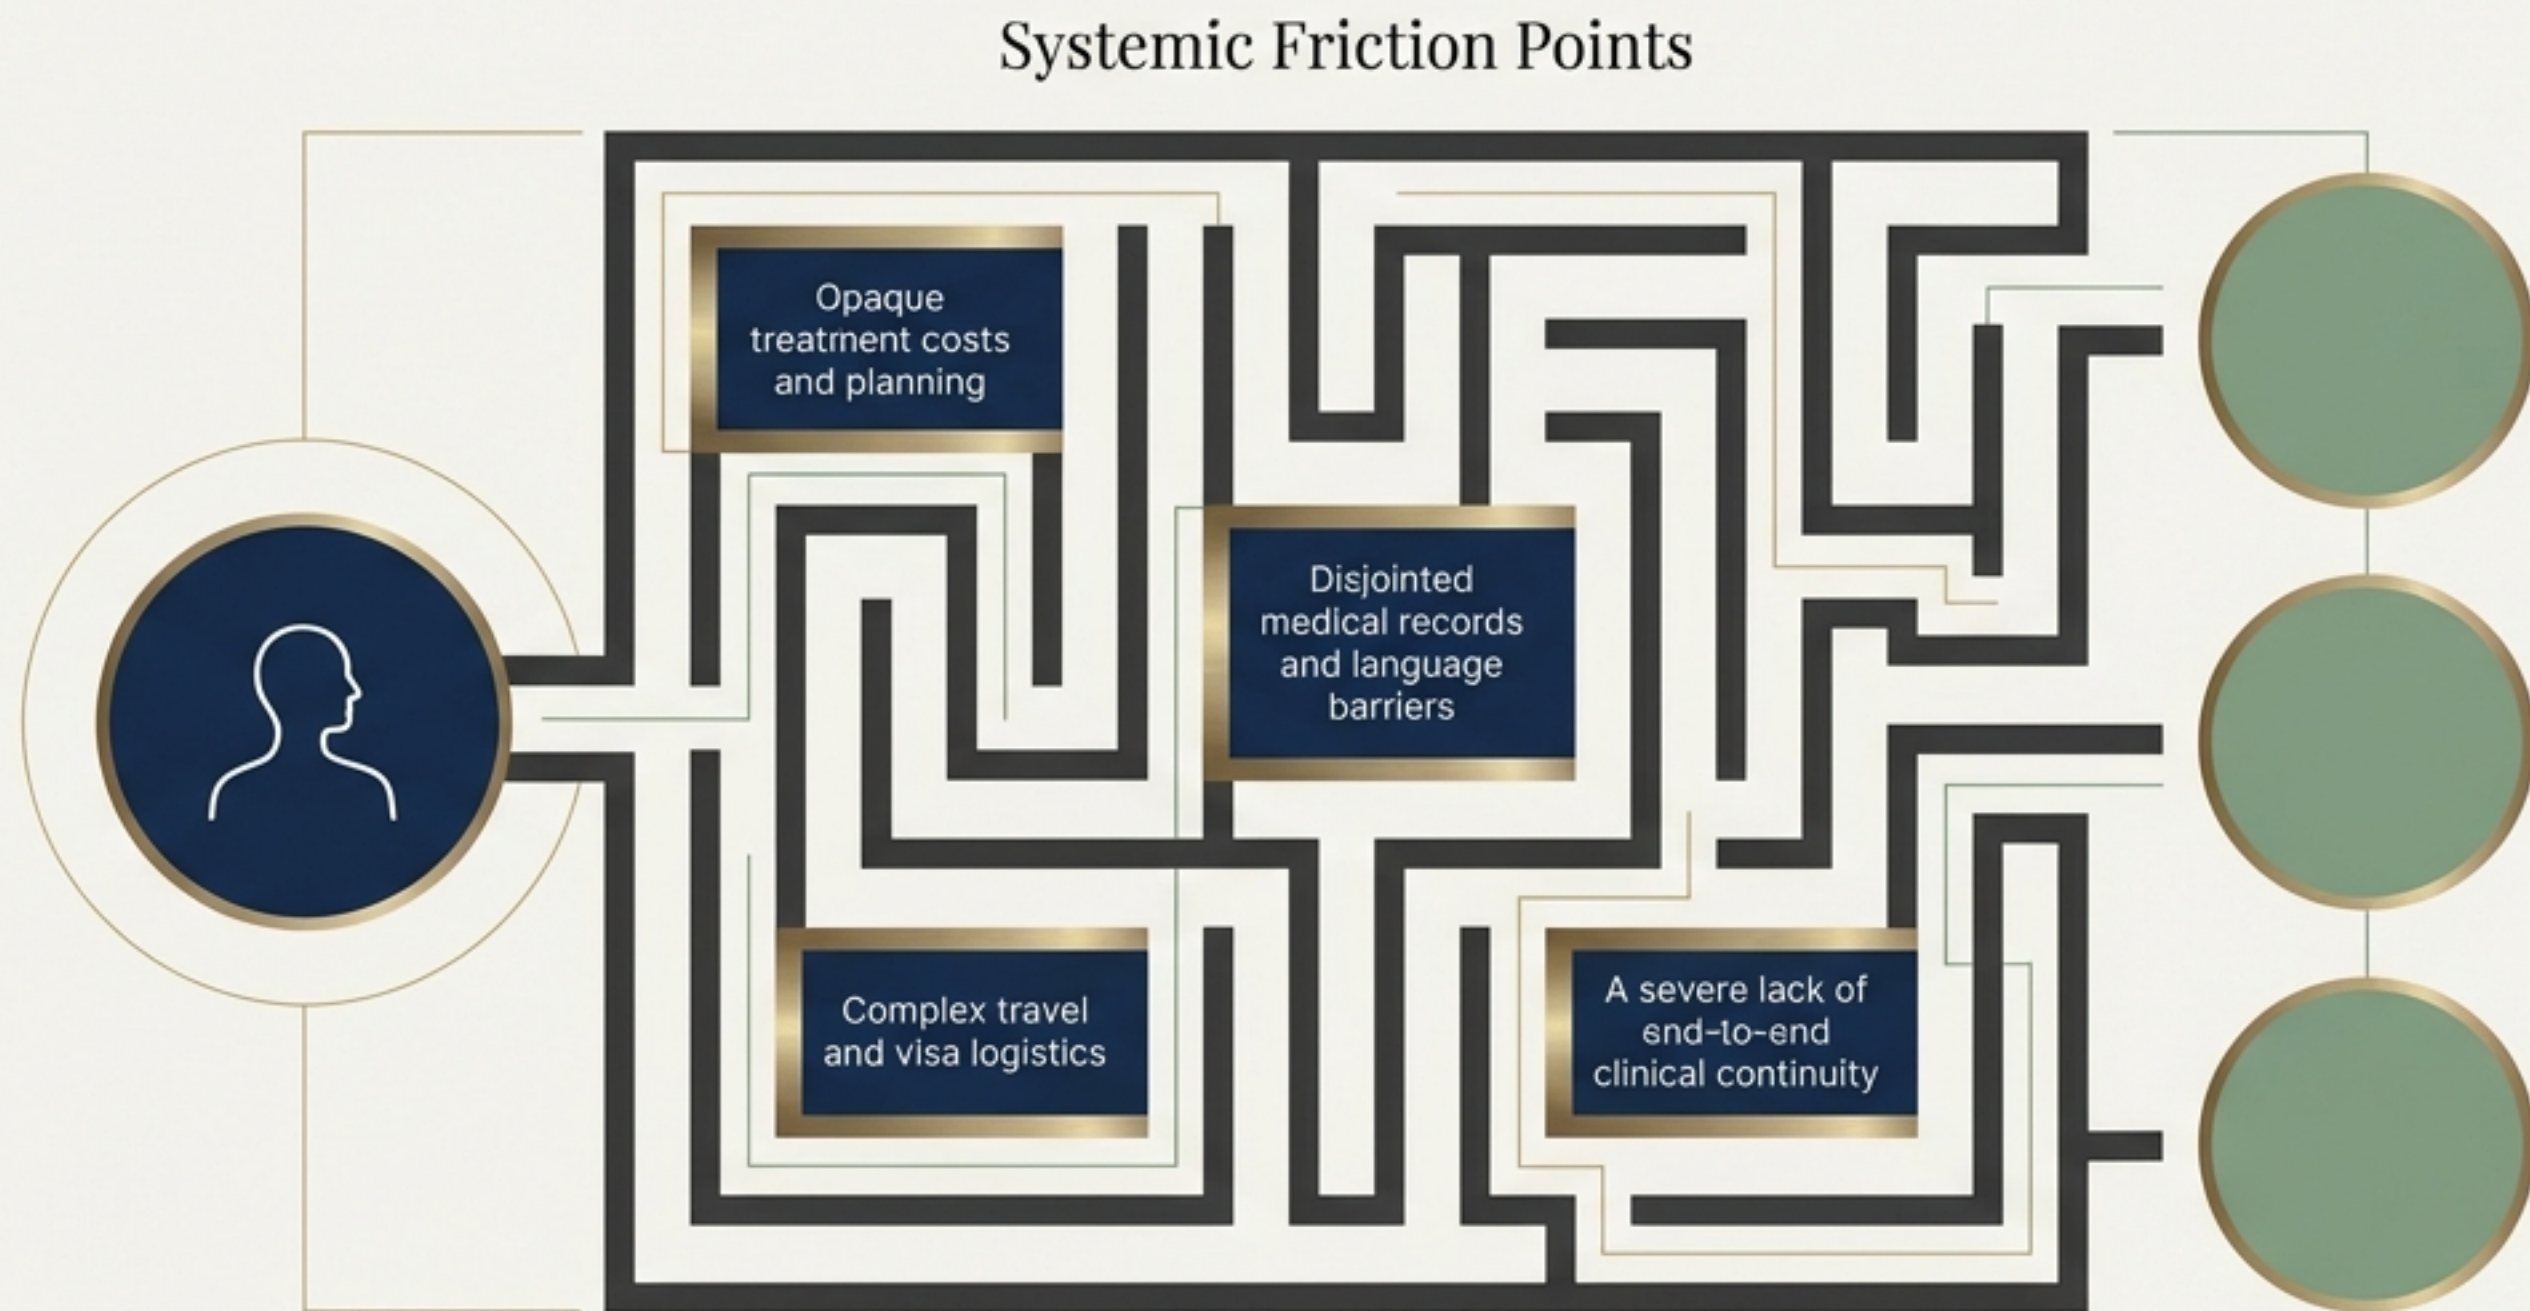 Systemic Friction Points
Opaque
treatment costs
and planning
Disjointed
medical records
and language
barriers
Complex travel
and visa logistics
A severe lack of
end-to-end
clinical continuity